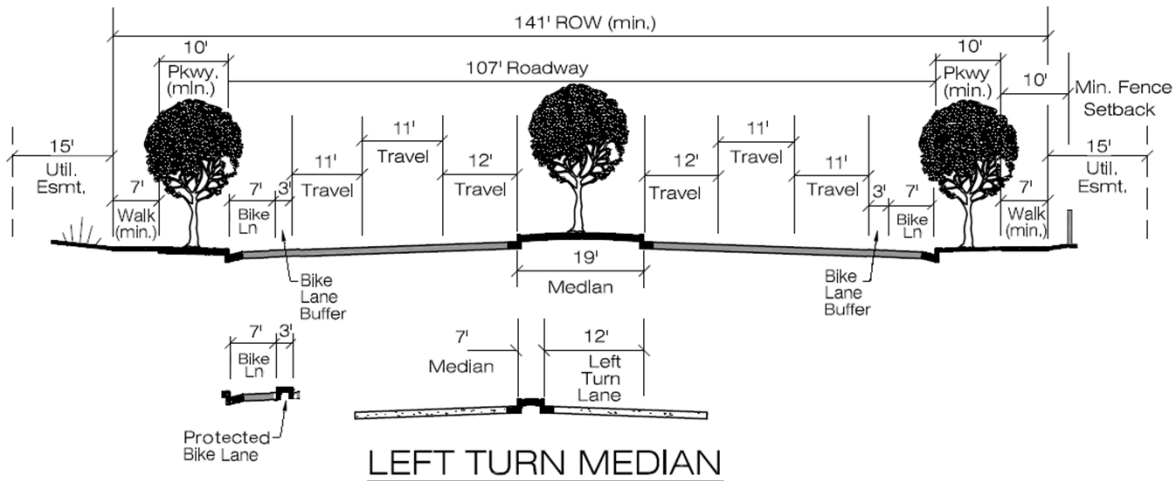 141' ROW (min.)
10'
Pkwy.
(min.)
107' Roadway
10'
Pkwy
(min.)
10'
Min. Fence
Setback
15'
Util.
Esmt.
7'
Walk
(min.)
7'
Bike
Ln
3'
11'
Travel
11'
Travel
12'
Travel
12'
Travel
11'
Travel
11'
Travel
3'
7'
Bike
Ln
7'
Walk
(min.)
15'
Util.
Esmt.
Bike
Lane
Buffer
19'
Median
Bike
Lane
Buffer
7'
Bike
Ln
3'
Protected
Bike Lane
7'
Median
12'
Left
Turn
Lane
LEFT TURN MEDIAN